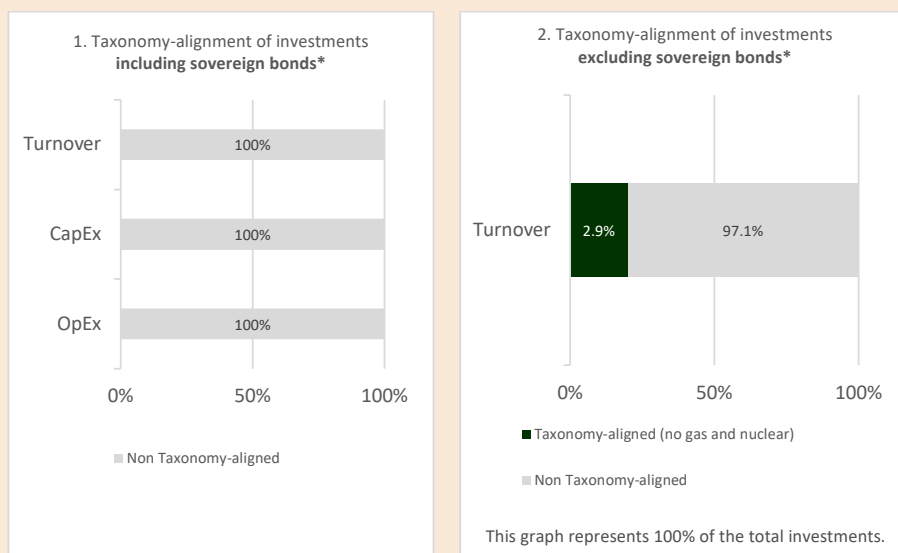 1. Taxonomy-alignment of investments
including sovereign bonds*
Turnover
100%
CapEx
100%
OpEx
100%
0%
50%
100%
Non Taxonomy-aligned
2. Taxonomy-alignment of investments
excluding sovereign bonds*
Turnover
2.9%
97.1%
0%
50%
100%
Taxonomy-aligned (no gas and nuclear)
Non Taxonomy-aligned
This graph represents 100% of the total investments.